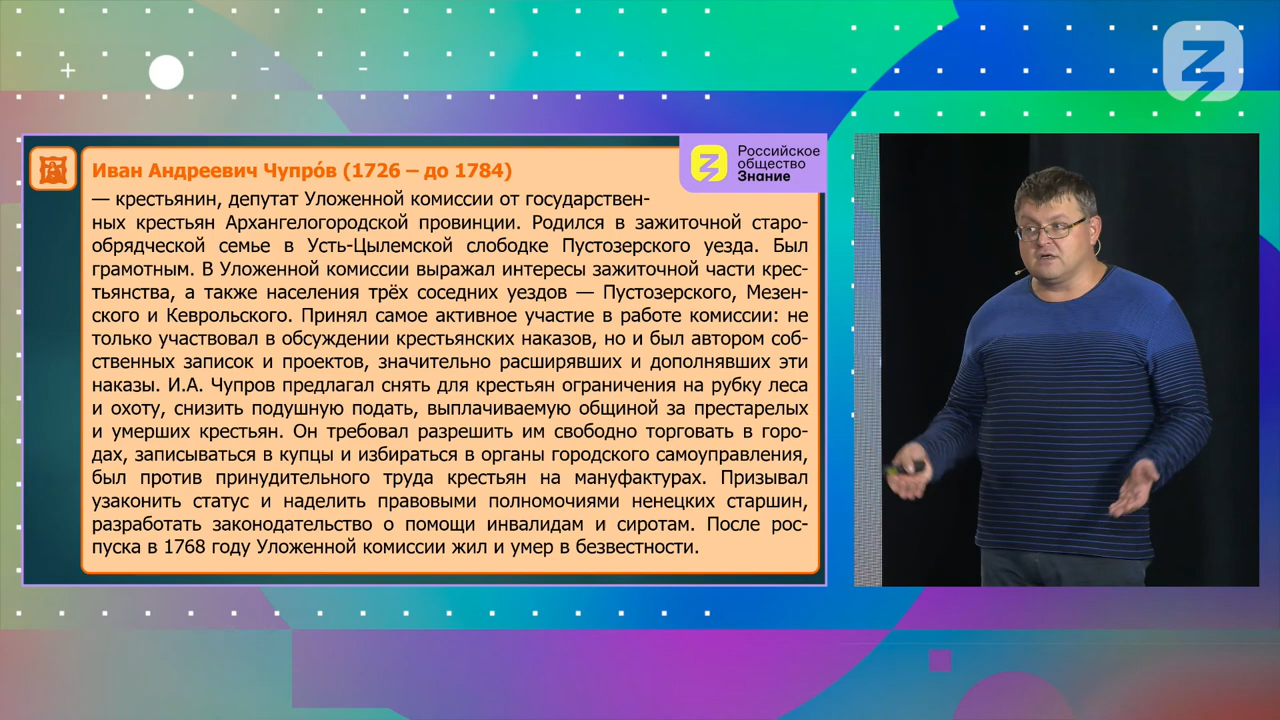 Российское
общество
Знание
Иван Андреевич Чупро́в (1726 – до 1784)
— крестьянин, депутат Уложенной комиссии от государствен-
ных крестьян Архангелогородской провинции. Родился в зажиточной старо-
обрядческой семье в Усть-Цылемской слободке Пустозерского уезда. Был
грамотным. В Уложенной комиссии выражал интересы зажиточной части крес-
тьянства, а также населения трёх соседних уездов — Пустозерского, Мезен-
ского и Кеврольского. Принял самое активное участие в работе комиссии: не
только участвовал в обсуждении крестьянских наказов, но и был автором соб-
ственных записок и проектов, значительно расширявших и дополнявших эти
наказы. И.А. Чупров предлагал снять для крестьян ограничения на рубку леса
и охоту, снизить подушную подать, выплачиваемую общиной за престарелых
и умерших крестьян. Он требовал разрешить им свободно торговать в горо-
дах, записываться в купцы и избираться в органы городского самоуправления,
был против принудительного труда крестьян на мануфактурах. Призывал
узаконить статус и наделить правовыми полномочиями ненецких старшин,
разработать законодательство о помощи инвалидам и сиротам. После рос-
пуска в 1768 году Уложенной комиссии жил и умер в безвестности.